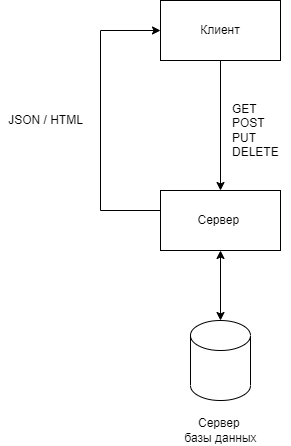 Клиент
JSON / HTML
GET
POST
PUT
DELETE
Сервер
Сервер
базы данных